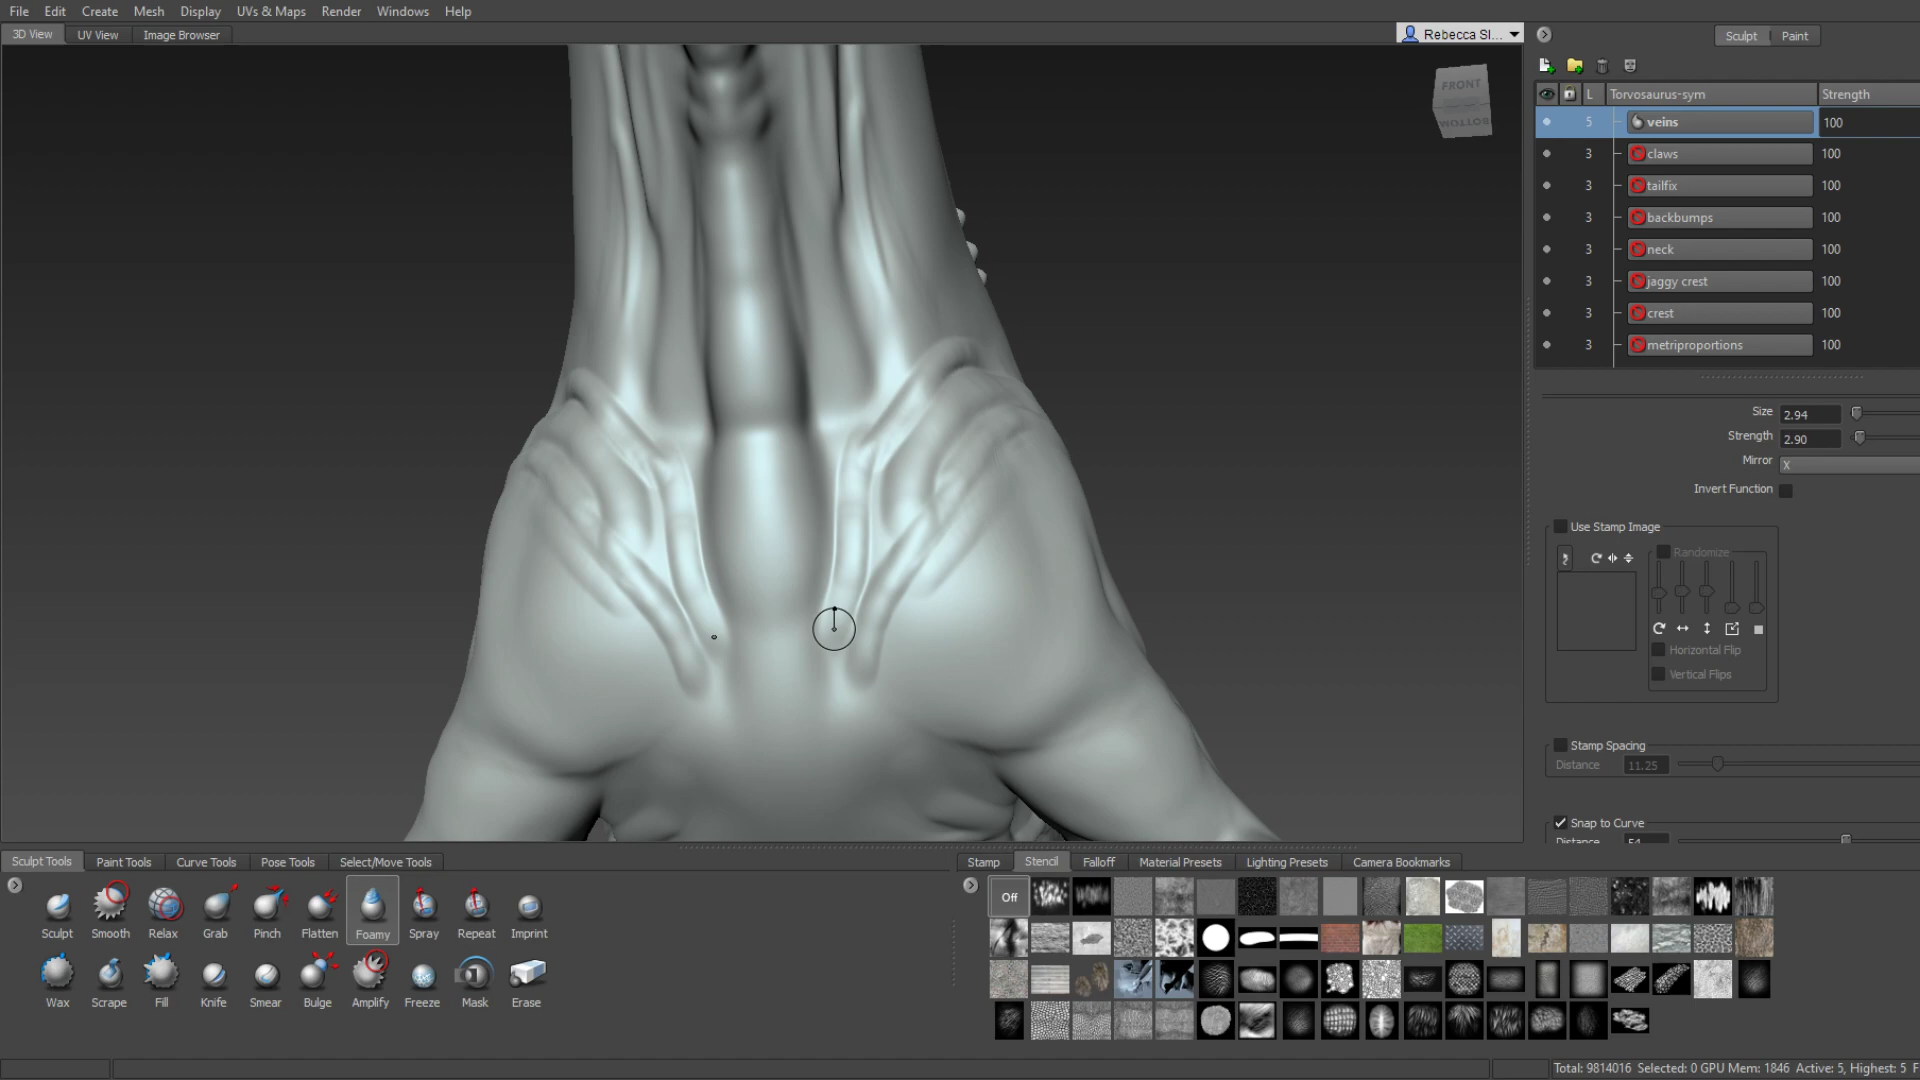 File Edit Create Mesh Display UVs & Maps Render Windows Help
3D View UV View Image Browser
Rebecca Sl...
FRONT
BOTTOM
Sculpt Paint
L Torvosaurus-sym Strength
5 veins 100
3 claws 100
3 tailfix 100
3 backbumps 100
3 neck 100
3 jaggy crest 100
3 crest 100
3 metriproportions 100
Size 2.94
Strength 2.90
Mirror X
Invert Function
Use Stamp Image
Randomize
Horizontal Flip
Vertical Flips
Stamp Spacing
Distance 11.25
Snap to Curve
Distance 54
Sculpt Tools Paint Tools Curve Tools Pose Tools Select/Move Tools
Sculpt Smooth Relax Grab Pinch Flatten Foamy Spray Repeat Imprint
Wax Scrape Fill Knife Smear Bulge Amplify Freeze Mask Erase
Stamp Stencil Falloff Material Presets Lighting Presets Camera Bookmarks
Off
Total: 9814016 Selected: 0 GPU Mem: 1846 Active: 5, Highest: 5 F